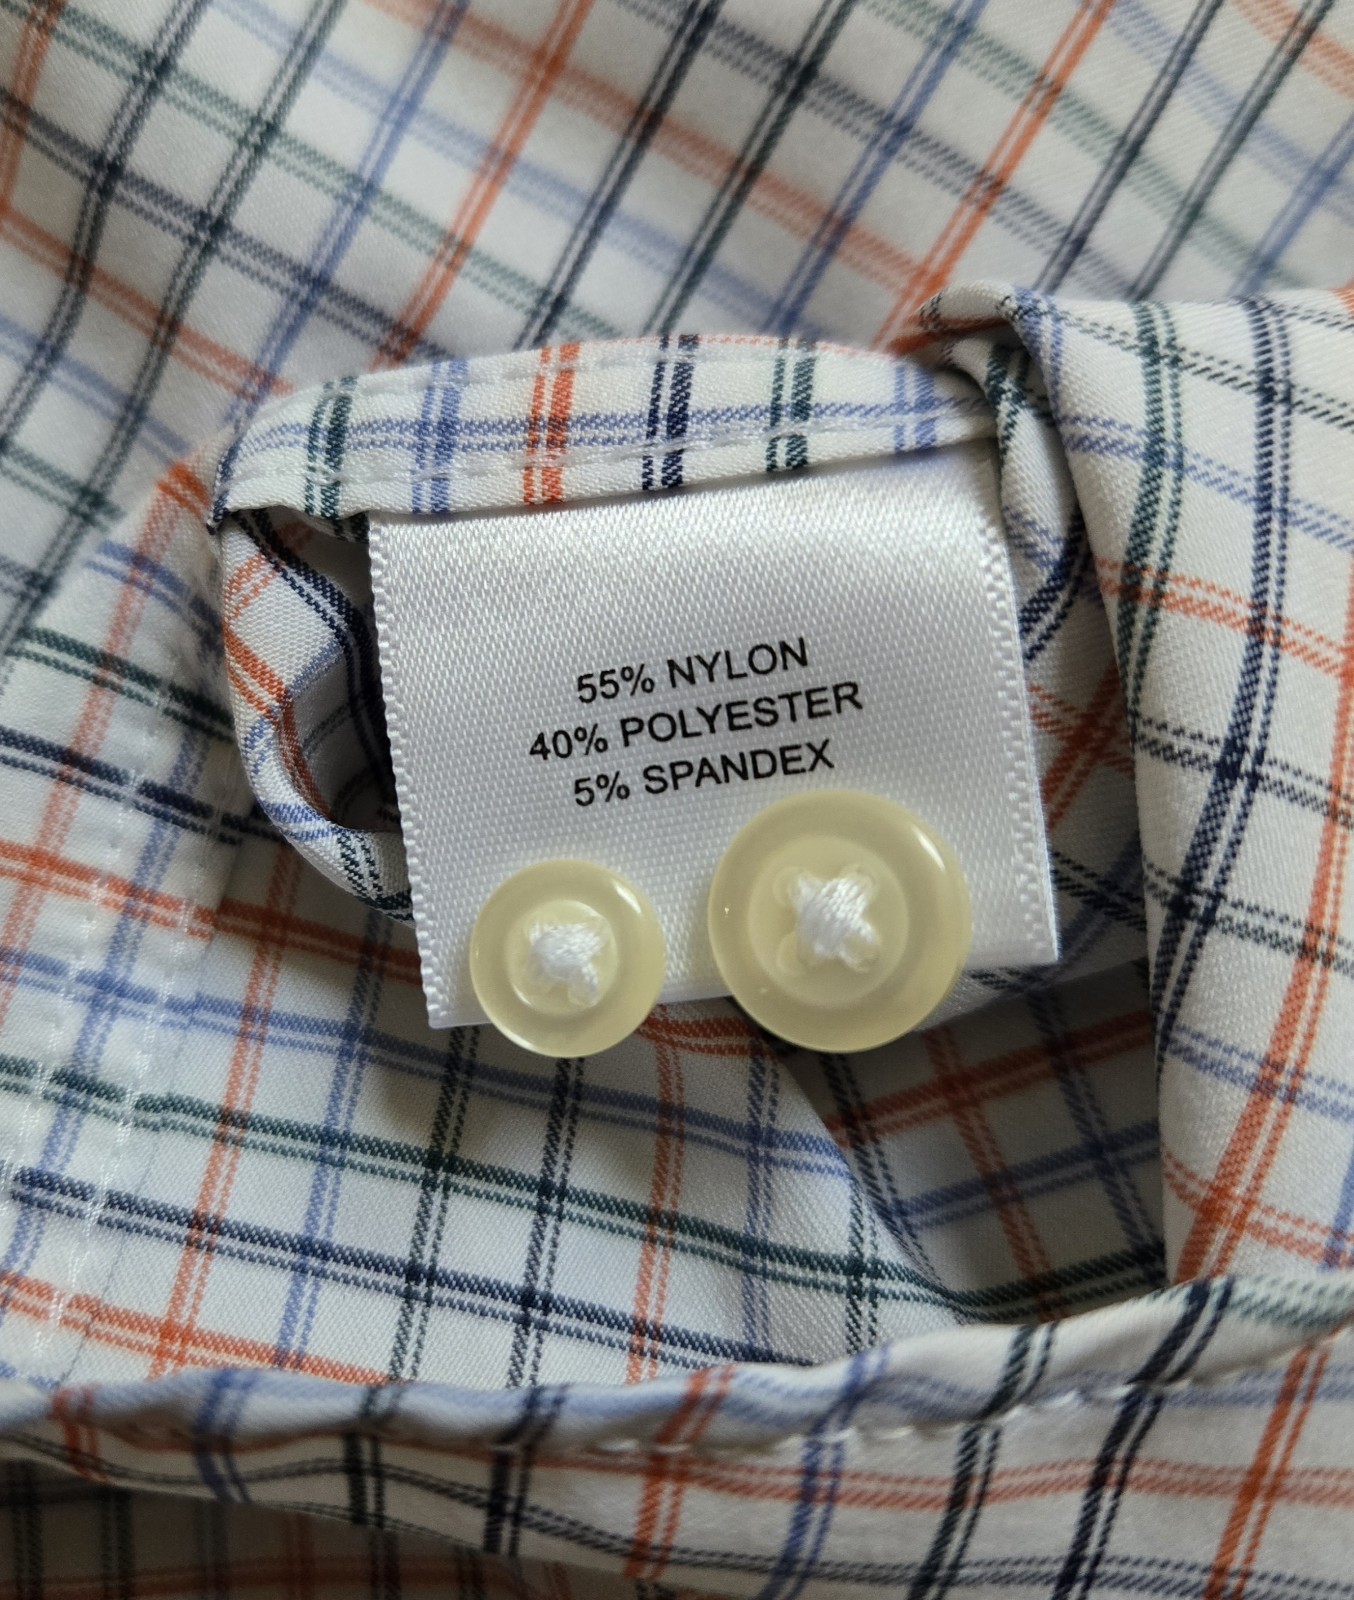 55% NYLON
40% POLYESTER
5% SPANDEX